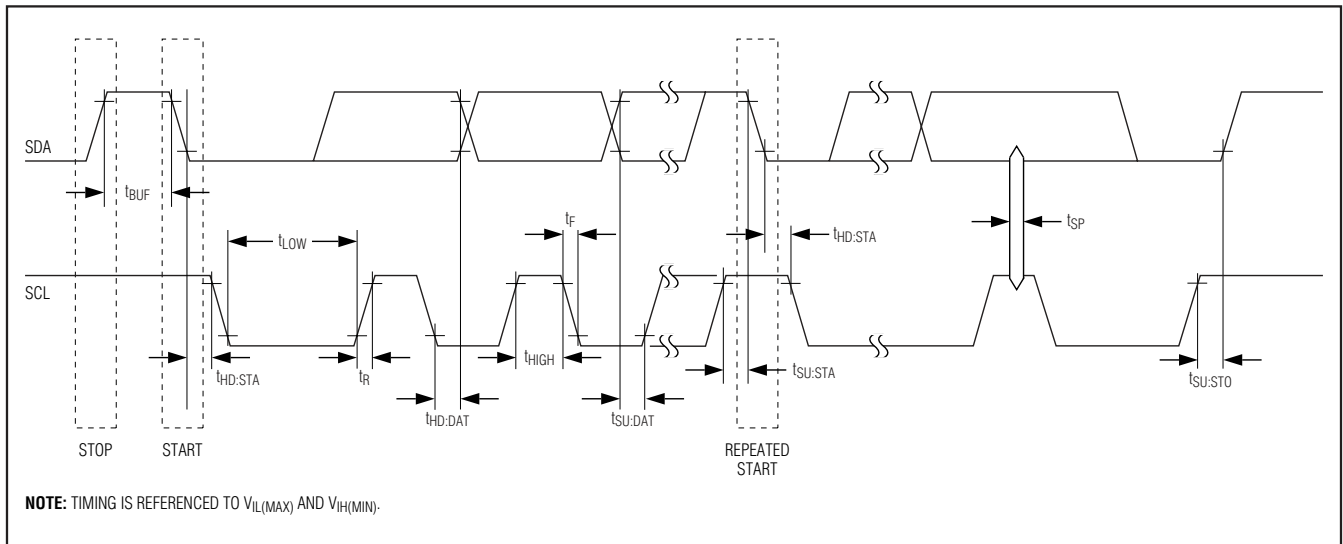 SDA
tBUF
tLOW
tF
tHD:STA
tSP
SCL
tHD:STA
tR
tHIGH
tHD:DAT
tSU:DAT
tSU:STA
tSU:STO
STOP
START
REPEATED
START
NOTE: TIMING IS REFERENCED TO VIL(MAX) AND VIH(MIN).